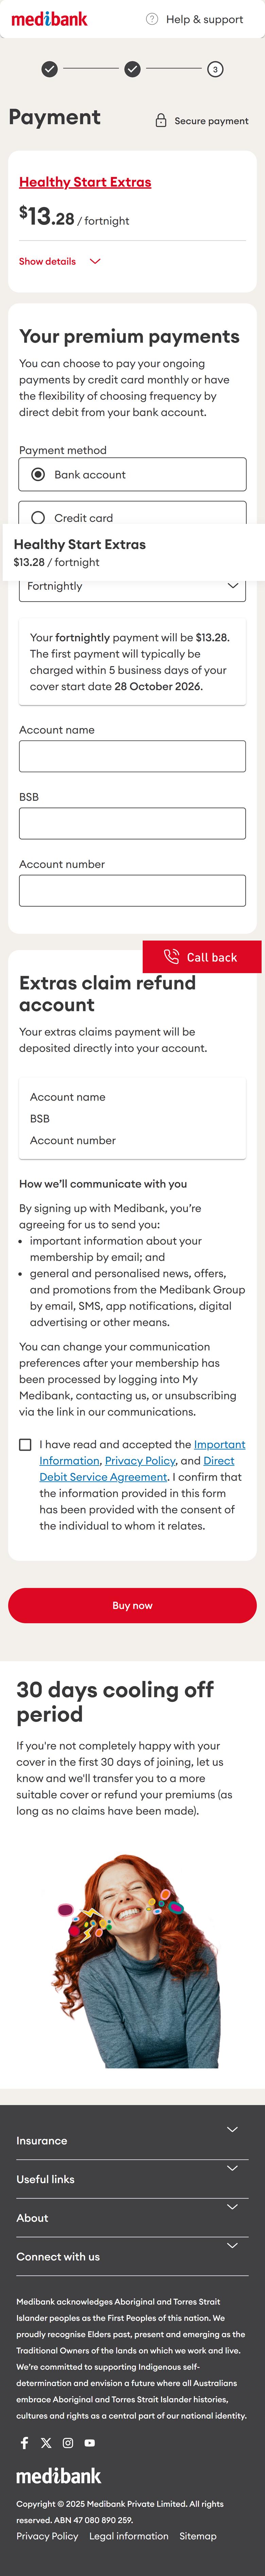 medibank
Help & support
3
Payment
Secure payment
Healthy Start Extras
$13.28 / fortnight
Show details
Your premium payments
You can choose to pay your ongoing
payments by credit card monthly or have
the flexibility of choosing frequency by
direct debit from your bank account.
Payment method
Bank account
Credit card
Healthy Start Extras
$13.28 / fortnight
Fortnightly
Your fortnightly payment will be $13.28.
The first payment will typically be
charged within 5 business days of your
cover start date 28 October 2026.
Account name
BSB
Account number
Call back
Extras claim refund
account
Your extras claims payment will be
deposited directly into your account.
Account name
BSB
Account number
How we'll communicate with you
By signing up with Medibank, you're
agreeing for us to send you:
• important information about your
membership by email; and
• general and personalised news, offers,
and promotions from the Medibank Group
by email, SMS, app notifications, digital
advertising or other means.
You can change your communication
preferences after your membership has
been processed by logging into My
Medibank, contacting us, or unsubscribing
via the link in our communications.
I have read and accepted the Important
Information, Privacy Policy, and Direct
Debit Service Agreement. I confirm that
the information provided in this form
has been provided with the consent of
the individual to whom it relates.
Buy now
30 days cooling off
period
If you're not completely happy with your
cover in the first 30 days of joining, let us
know and we'll transfer you to a more
suitable cover or refund your premiums (as
long as no claims have been made).
Insurance
Useful links
About
Connect with us
Medibank acknowledges Aboriginal and Torres Strait
Islander peoples as the First Peoples of this nation. We
proudly recognise Elders past, present and emerging as the
Traditional Owners of the lands on which we work and live.
We're committed to supporting Indigenous self-
determination and envision a future where all Australians
embrace Aboriginal and Torres Strait Islander histories,
cultures and rights as a central part of our national identity.
medibank
Copyright © 2025 Medibank Private Limited. All rights
reserved. ABN 47 080 890 259.
Privacy Policy Legal information Sitemap